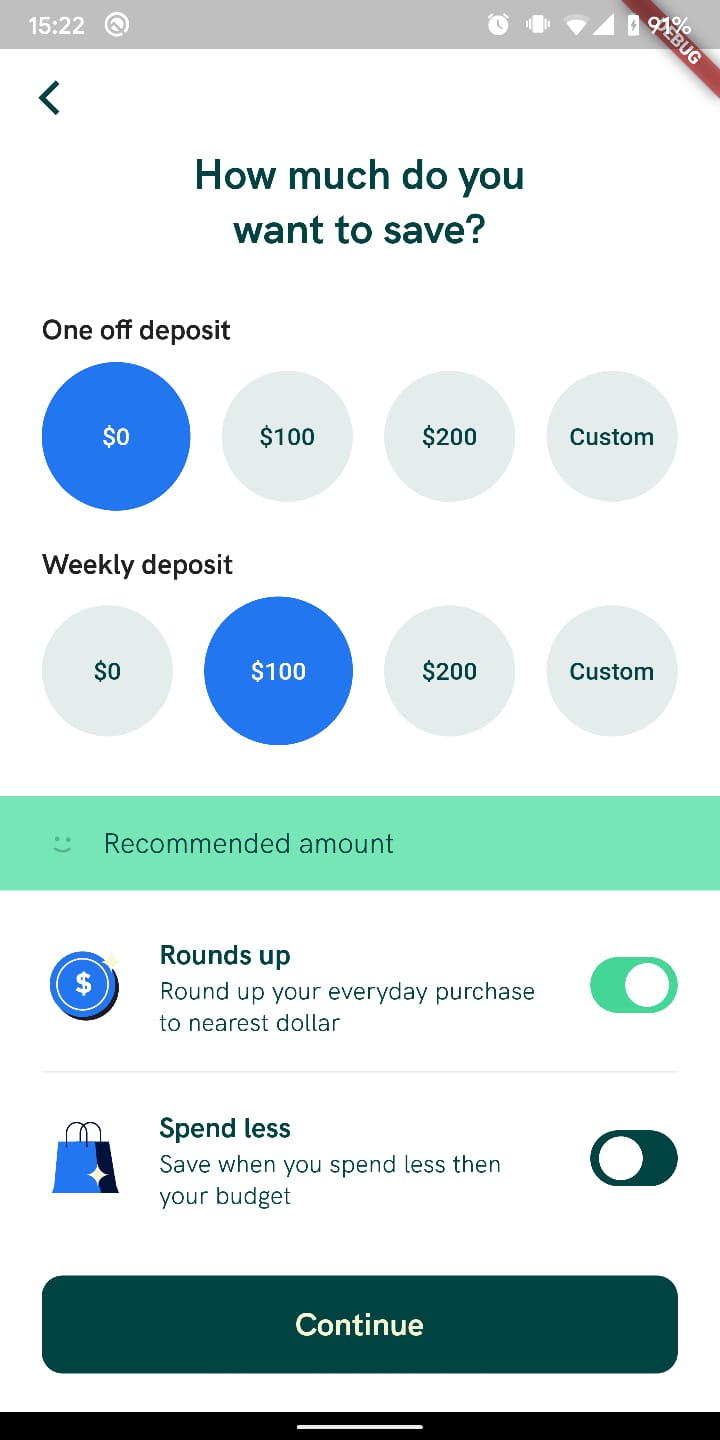 15:22
91%
DEBUG
How much do you
want to save?
One off deposit
$0
$100
$200
Custom
Weekly deposit
$0
$100
$200
Custom
Recommended amount
$
Rounds up
Round up your everyday purchase
to nearest dollar
Spend less
Save when you spend less then
your budget
Continue